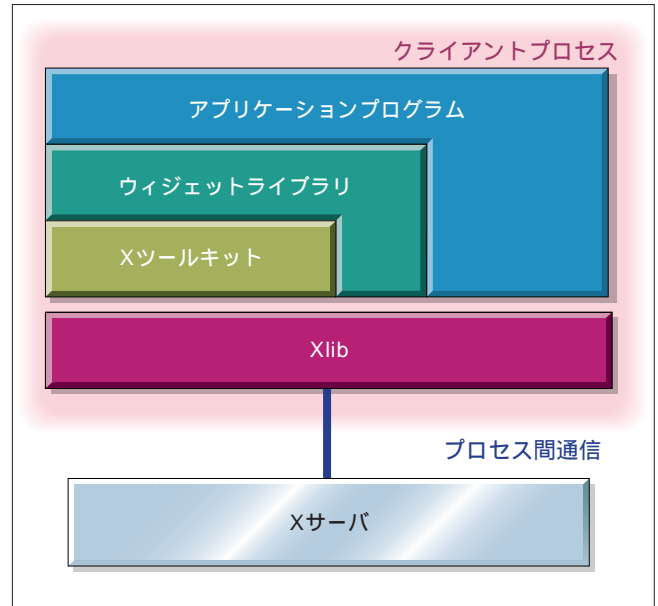 クライアントプロセス
アプリケーションプログラム
ウィジェットライブラリ
Xツールキット
Xlib
プロセス間通信
Xサーバ